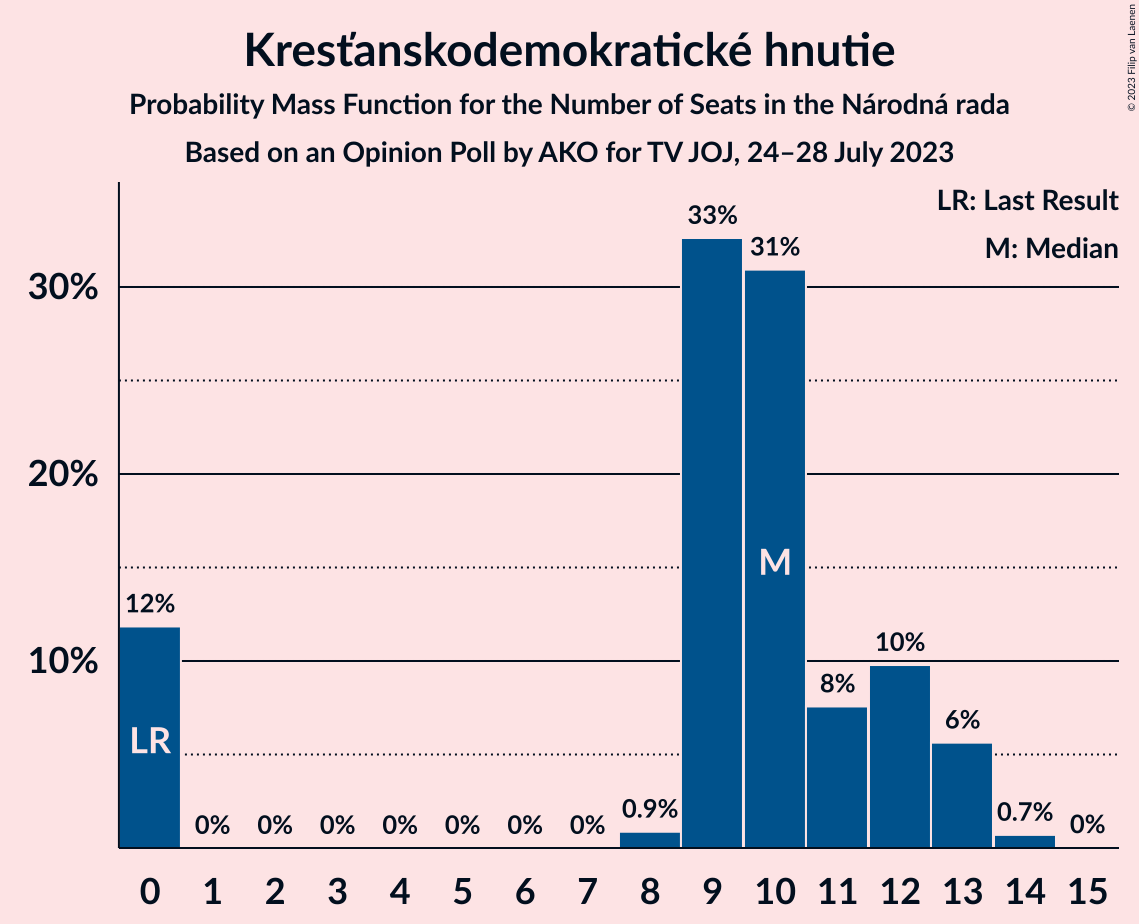 Kresťanskodemokratické hnutie
Probability Mass Function for the Number of Seats in the Národná rada
Based on an Opinion Poll by AKO for TV JOJ, 24–28 July 2023
© 2023 Filip van Laenen
LR: Last Result
M: Median
30%
20%
10%
12%
0%
0%
0%
0%
0%
0%
0%
0.9%
33%
31%
8%
10%
6%
0.7%
0%
LR
M
0 1 2 3 4 5 6 7 8 9 10 11 12 13 14 15